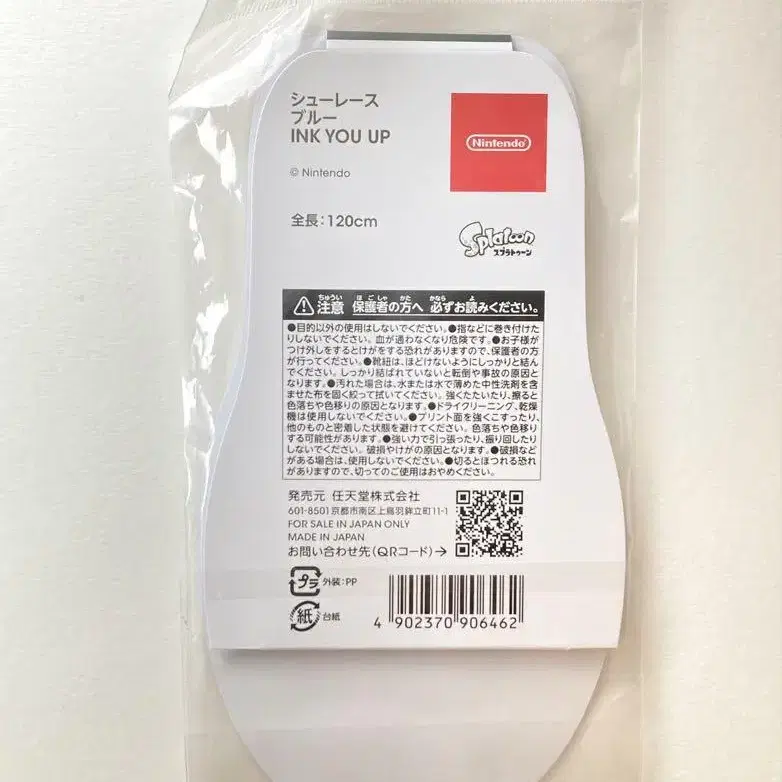 シューレース
ブルー
INK YOU UP
Nintendo
© Nintendo
全長：120cm
Splatoon
スプラトゥーン
注意 保護者の方へ 必ずお読みください。
●目的以外の使用はしないでください。●指などに巻き付けた
りしないでください。血が通わなくなり危険です。●お子様が
つけ外しをするとけがをする恐れがありますので、保護者の方
が行ってください。●靴紐は、ほどけないようにしっかりと結ん
でください。しっかり結ばれていないと転倒や事故の原因と
なります。●汚れた場合は、水または水で薄めた中性洗剤を含
ませた布を固く絞って拭いてください。強くたたいたり、擦ると
色落ちや色移りの原因となります。●ドライクリーニング、乾燥
機は使用しないでください。●プリント面を強くこすったり、
他のものと密着した状態を避けてください。色落ちや色移り
する可能性があります。●強い力で引っ張ったり、振り回したり
しないでください。破損やけがの原因となります。●破損など
がある場合は、使用しないでください。●切るとほつれる恐れ
がありますので、切ってのご使用はおやめください。
発売元 任天堂株式会社
601-8501京都市南区上鳥羽鉾立町11-1
FOR SALE IN JAPAN ONLY
MADE IN JAPAN
お問い合わせ先（QRコード）→
プラ 外装：PP
紙 台紙
4 902370 906462